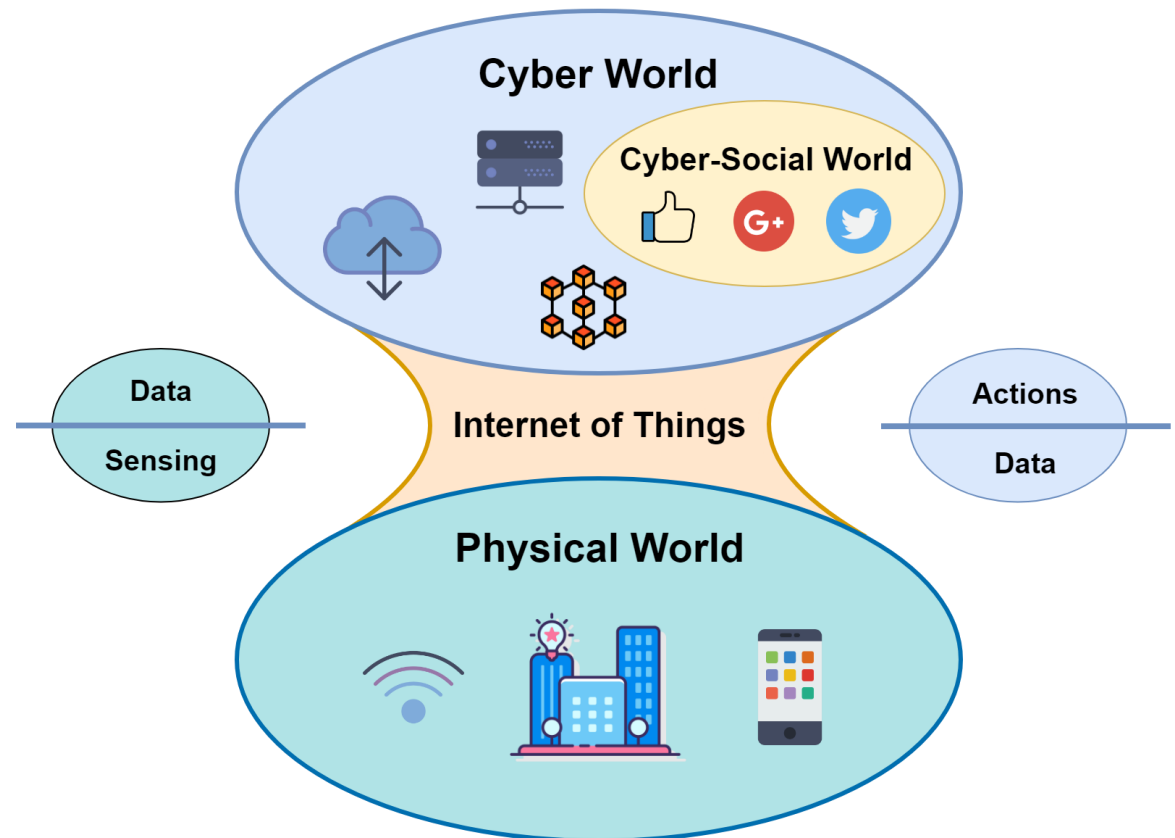 Cyber World
Cyber-Social World
G+
Data
Sensing
Internet of Things
Actions
Data
Physical World